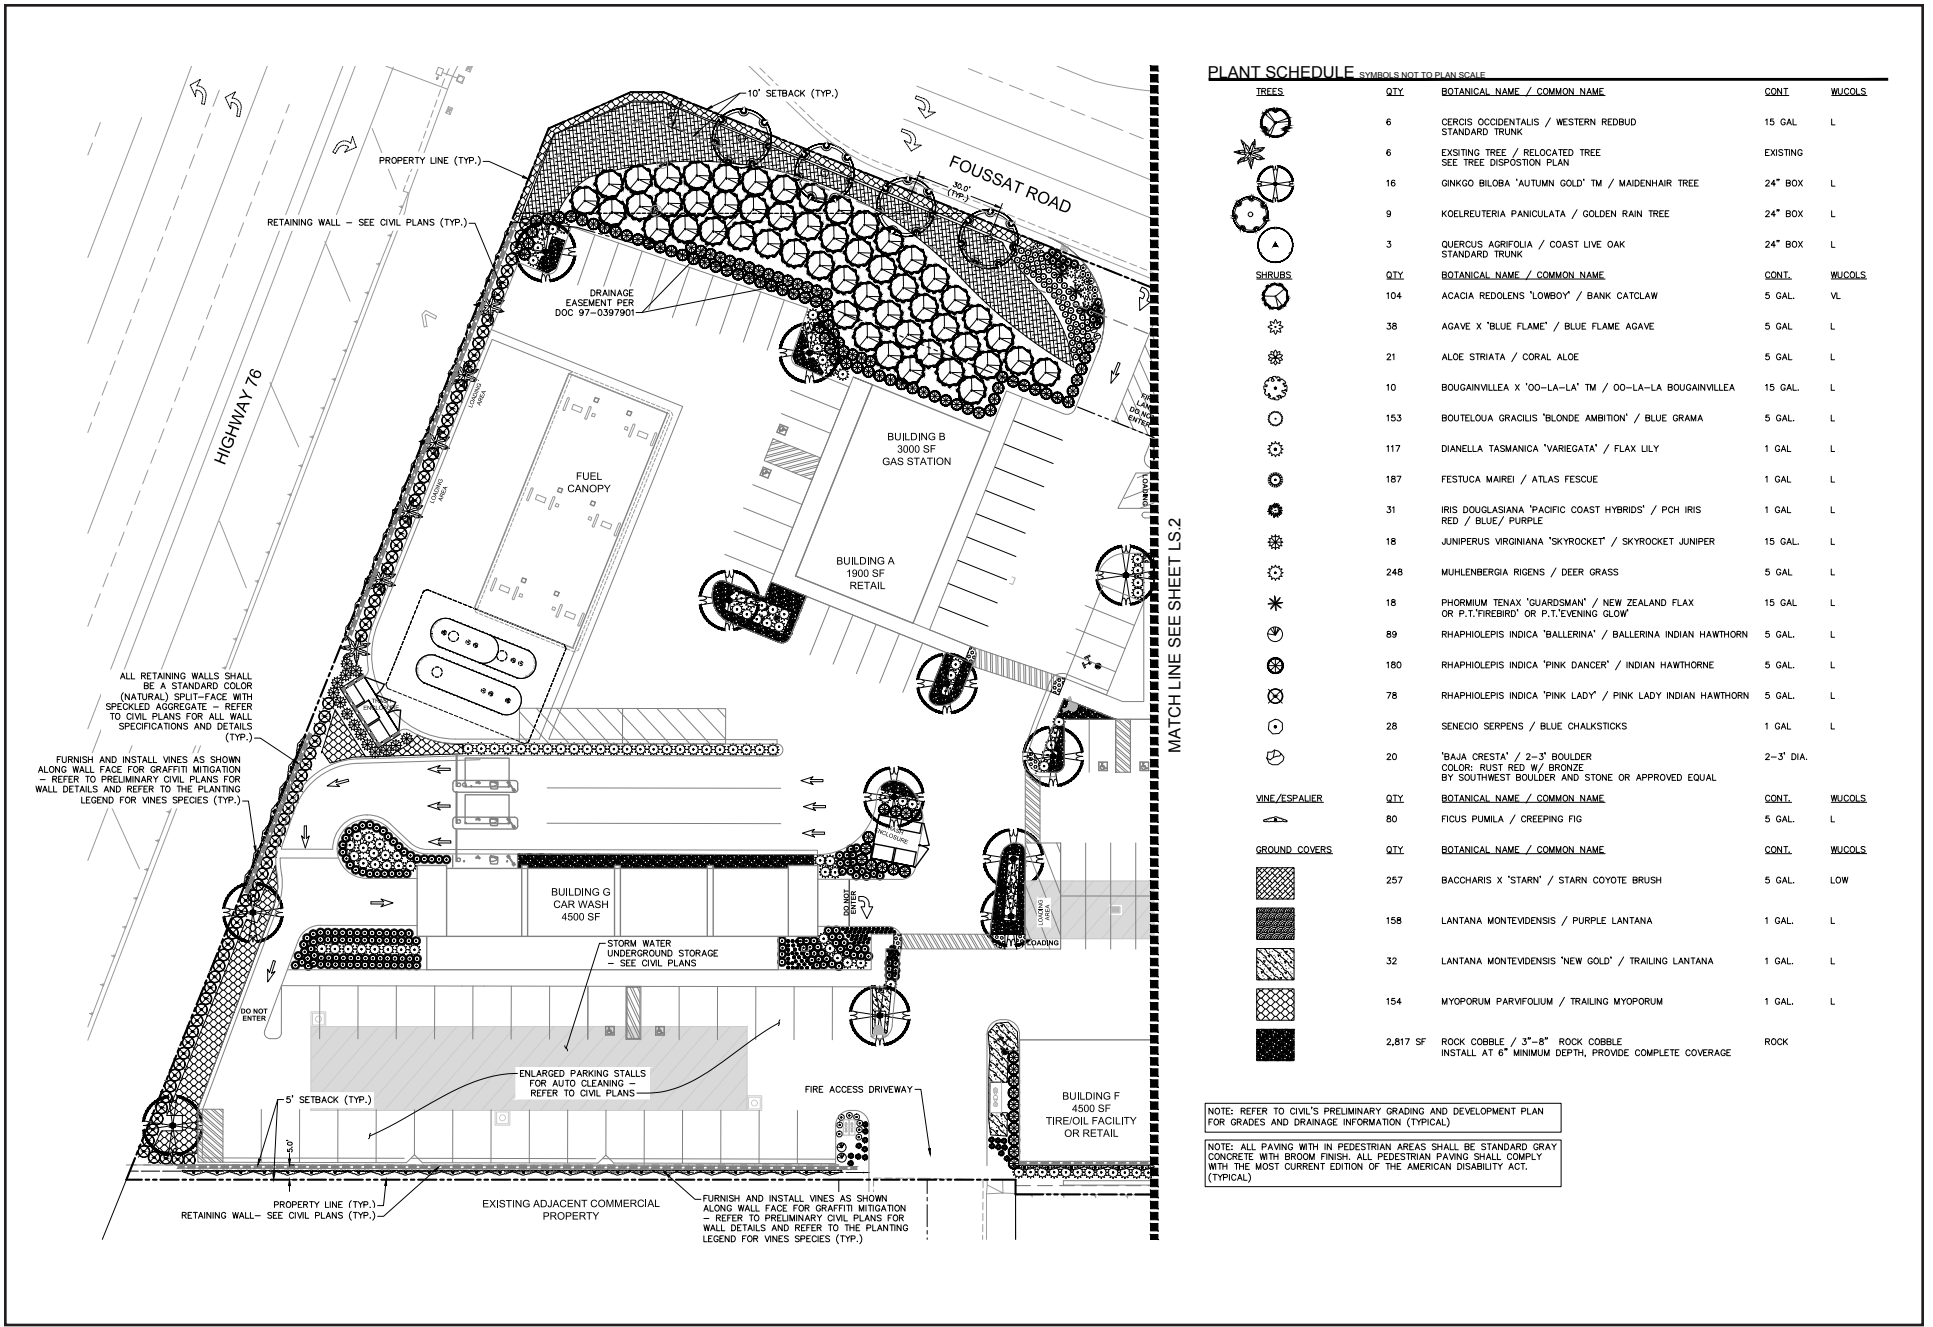 10' SETBACK (TYP.)
PROPERTY LINE (TYP.)
FOUSSAT ROAD
30.0'
(TYP.)
RETAINING WALL – SEE CIVIL PLANS (TYP.)
DRAINAGE
EASEMENT PER
DOC 97–0397901
HIGHWAY 76
LOADING
AREA
LOADING
AREA
FUEL
CANOPY
BUILDING B
3000 SF
GAS STATION
BUILDING A
1900 SF
RETAIL
DO NOT
ENTER
LOADING
MATCH LINE SEE SHEET LS.2
ALL RETAINING WALLS SHALL
BE A STANDARD COLOR
(NATURAL) SPLIT–FACE WITH
SPECKLED AGGREGATE – REFER
TO CIVIL PLANS FOR ALL WALL
SPECIFICATIONS AND DETAILS
(TYP.)
FURNISH AND INSTALL VINES AS SHOWN
ALONG WALL FACE FOR GRAFFITI MITIGATION
– REFER TO PRELIMINARY CIVIL PLANS FOR
WALL DETAILS AND REFER TO THE PLANTING
LEGEND FOR VINES SPECIES (TYP.)
ENCLOSURE
BUILDING G
CAR WASH
4500 SF
DO NOT
ENTER
LOADING
AREA
LOADING
STORM WATER
UNDERGROUND STORAGE
– SEE CIVIL PLANS
DO NOT
ENTER
ENLARGED PARKING STALLS
FOR AUTO CLEANING –
REFER TO CIVIL PLANS
5' SETBACK (TYP.)
5.0'
FIRE ACCESS DRIVEWAY
BUILDING F
4500 SF
TIRE/OIL FACILITY
OR RETAIL
PROPERTY LINE (TYP.)
RETAINING WALL– SEE CIVIL PLANS (TYP.)
EXISTING ADJACENT COMMERCIAL
PROPERTY
FURNISH AND INSTALL VINES AS SHOWN
ALONG WALL FACE FOR GRAFFITI MITIGATION
– REFER TO PRELIMINARY CIVIL PLANS FOR
WALL DETAILS AND REFER TO THE PLANTING
LEGEND FOR VINES SPECIES (TYP.)
PLANT SCHEDULE SYMBOLS NOT TO PLAN SCALE
TREES QTY BOTANICAL NAME / COMMON NAME CONT WUCOLS
6 CERCIS OCCIDENTALIS / WESTERN REDBUD 15 GAL L
STANDARD TRUNK
6 EXSITING TREE / RELOCATED TREE EXISTING
SEE TREE DISPOSTION PLAN
16 GINKGO BILOBA 'AUTUMN GOLD' TM / MAIDENHAIR TREE 24" BOX L
9 KOELREUTERIA PANICULATA / GOLDEN RAIN TREE 24" BOX L
3 QUERCUS AGRIFOLIA / COAST LIVE OAK 24" BOX L
STANDARD TRUNK
SHRUBS QTY BOTANICAL NAME / COMMON NAME CONT. WUCOLS
104 ACACIA REDOLENS 'LOWBOY' / BANK CATCLAW 5 GAL. VL
38 AGAVE X 'BLUE FLAME' / BLUE FLAME AGAVE 5 GAL L
21 ALOE STRIATA / CORAL ALOE 5 GAL L
10 BOUGAINVILLEA X 'OO–LA–LA' TM / OO–LA–LA BOUGAINVILLEA 15 GAL. L
153 BOUTELOUA GRACILIS 'BLONDE AMBITION' / BLUE GRAMA 5 GAL. L
117 DIANELLA TASMANICA 'VARIEGATA' / FLAX LILY 1 GAL L
187 FESTUCA MAIREI / ATLAS FESCUE 1 GAL L
31 IRIS DOUGLASIANA 'PACIFIC COAST HYBRIDS' / PCH IRIS 1 GAL L
RED / BLUE/ PURPLE
18 JUNIPERUS VIRGINIANA 'SKYROCKET' / SKYROCKET JUNIPER 15 GAL. L
248 MUHLENBERGIA RIGENS / DEER GRASS 5 GAL L
18 PHORMIUM TENAX 'GUARDSMAN' / NEW ZEALAND FLAX 15 GAL L
OR P.T.'FIREBIRD' OR P.T.'EVENING GLOW'
89 RHAPHIOLEPIS INDICA 'BALLERINA' / BALLERINA INDIAN HAWTHORN 5 GAL. L
180 RHAPHIOLEPIS INDICA 'PINK DANCER' / INDIAN HAWTHORNE 5 GAL. L
78 RHAPHIOLEPIS INDICA 'PINK LADY' / PINK LADY INDIAN HAWTHORN 5 GAL. L
28 SENECIO SERPENS / BLUE CHALKSTICKS 1 GAL L
20 'BAJA CRESTA' / 2–3' BOULDER 2–3' DIA.
COLOR: RUST RED W/ BRONZE
BY SOUTHWEST BOULDER AND STONE OR APPROVED EQUAL
VINE/ESPALIER QTY BOTANICAL NAME / COMMON NAME CONT. WUCOLS
80 FICUS PUMILA / CREEPING FIG 5 GAL. L
GROUND COVERS QTY BOTANICAL NAME / COMMON NAME CONT. WUCOLS
257 BACCHARIS X 'STARN' / STARN COYOTE BRUSH 5 GAL. LOW
158 LANTANA MONTEVIDENSIS / PURPLE LANTANA 1 GAL. L
32 LANTANA MONTEVIDENSIS 'NEW GOLD' / TRAILING LANTANA 1 GAL. L
154 MYOPORUM PARVIFOLIUM / TRAILING MYOPORUM 1 GAL. L
2,817 SF ROCK COBBLE / 3"–8" ROCK COBBLE ROCK
INSTALL AT 6" MINIMUM DEPTH, PROVIDE COMPLETE COVERAGE
NOTE: REFER TO CIVIL'S PRELIMINARY GRADING AND DEVELOPMENT PLAN
FOR GRADES AND DRAINAGE INFORMATION (TYPICAL)
NOTE: ALL PAVING WITH IN PEDESTRIAN AREAS SHALL BE STANDARD GRAY
CONCRETE WITH BROOM FINISH. ALL PEDESTRIAN PAVING SHALL COMPLY
WITH THE MOST CURRENT EDITION OF THE AMERICAN DISABILITY ACT.
(TYPICAL)